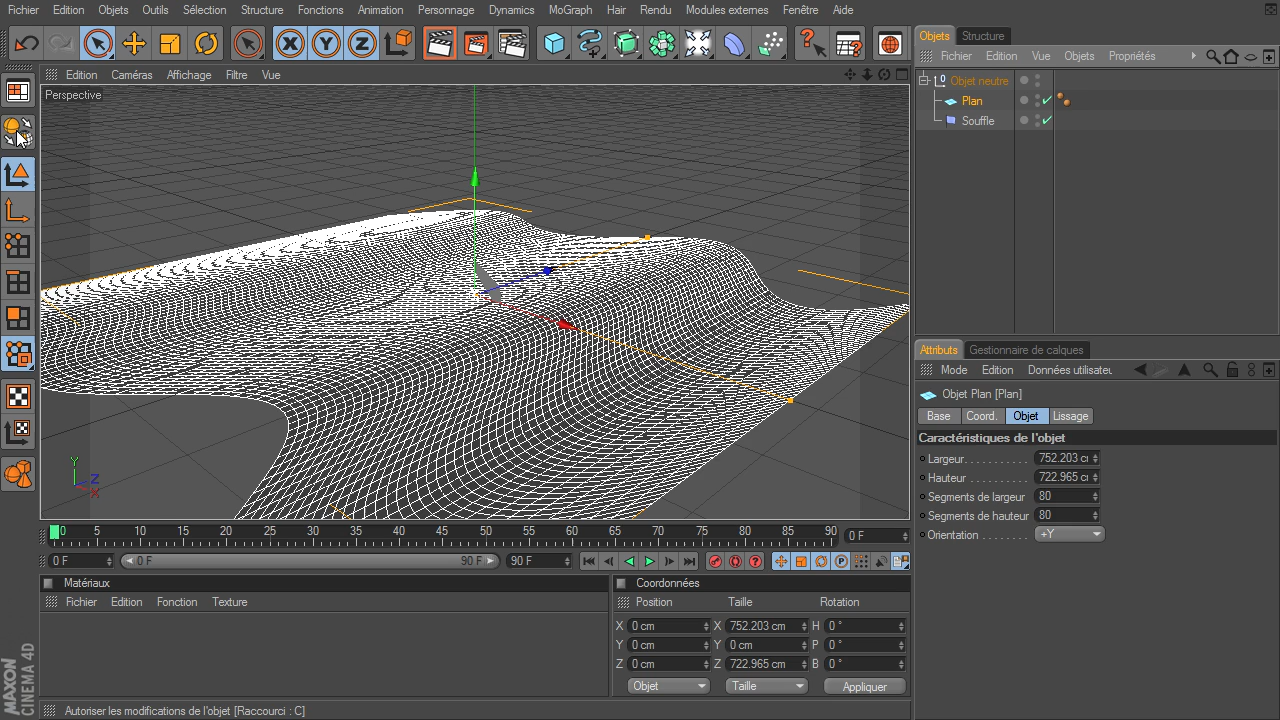 Fichier Edition Objets Outils Sélection Structure Fonctions Animation Personnage Dynamics MoGraph Hair Rendu Modules externes Fenêtre Aide
Edition Caméras Affichage Filtre Vue
Perspective
Y
Z
X
0 5 10 15 20 25 30 35 40 45 50 55 60 65 70 75 80 85 90 0 F
0 F 0 F 90 F 90 F
Matériaux
Fichier Edition Fonction Texture
Coordonnées
Position Taille Rotation
X 0 cm X 752.203 cm H 0 °
Y 0 cm Y 0 cm P 0 °
Z 0 cm Z 722.965 cm B 0 °
Objet Taille Appliquer
MAXON
CINEMA 4D
Autoriser les modifications de l'objet [Raccourci : C]
Objets Structure
Fichier Edition Vue Objets Propriétés
Objet neutre
Plan
Souffle
Attributs Gestionnaire de calques
Mode Edition Données utilisateu
Objet Plan [Plan]
Base Coord. Objet Lissage
Caractéristiques de l'objet
Largeur. . . . . . . . . . . 752.203 c
Hauteur . . . . . . . . . . 722.965 c
Segments de largeur 80
Segments de hauteur 80
Orientation . . . . . . . . +Y